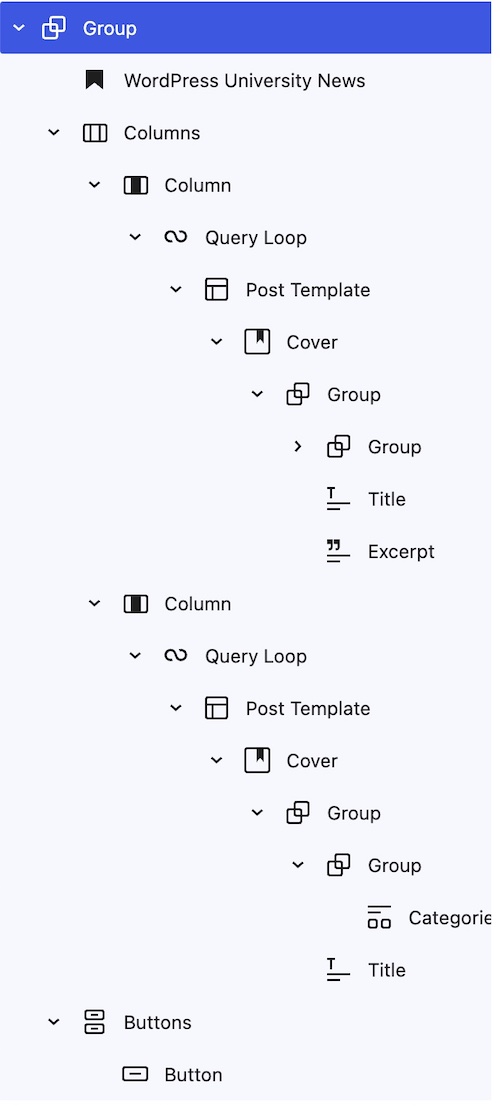 Group
WordPress University News
Columns
Column
Query Loop
Post Template
Cover
Group
Group
Title
Excerpt
Column
Query Loop
Post Template
Cover
Group
Group
Categorie
Title
Buttons
Button